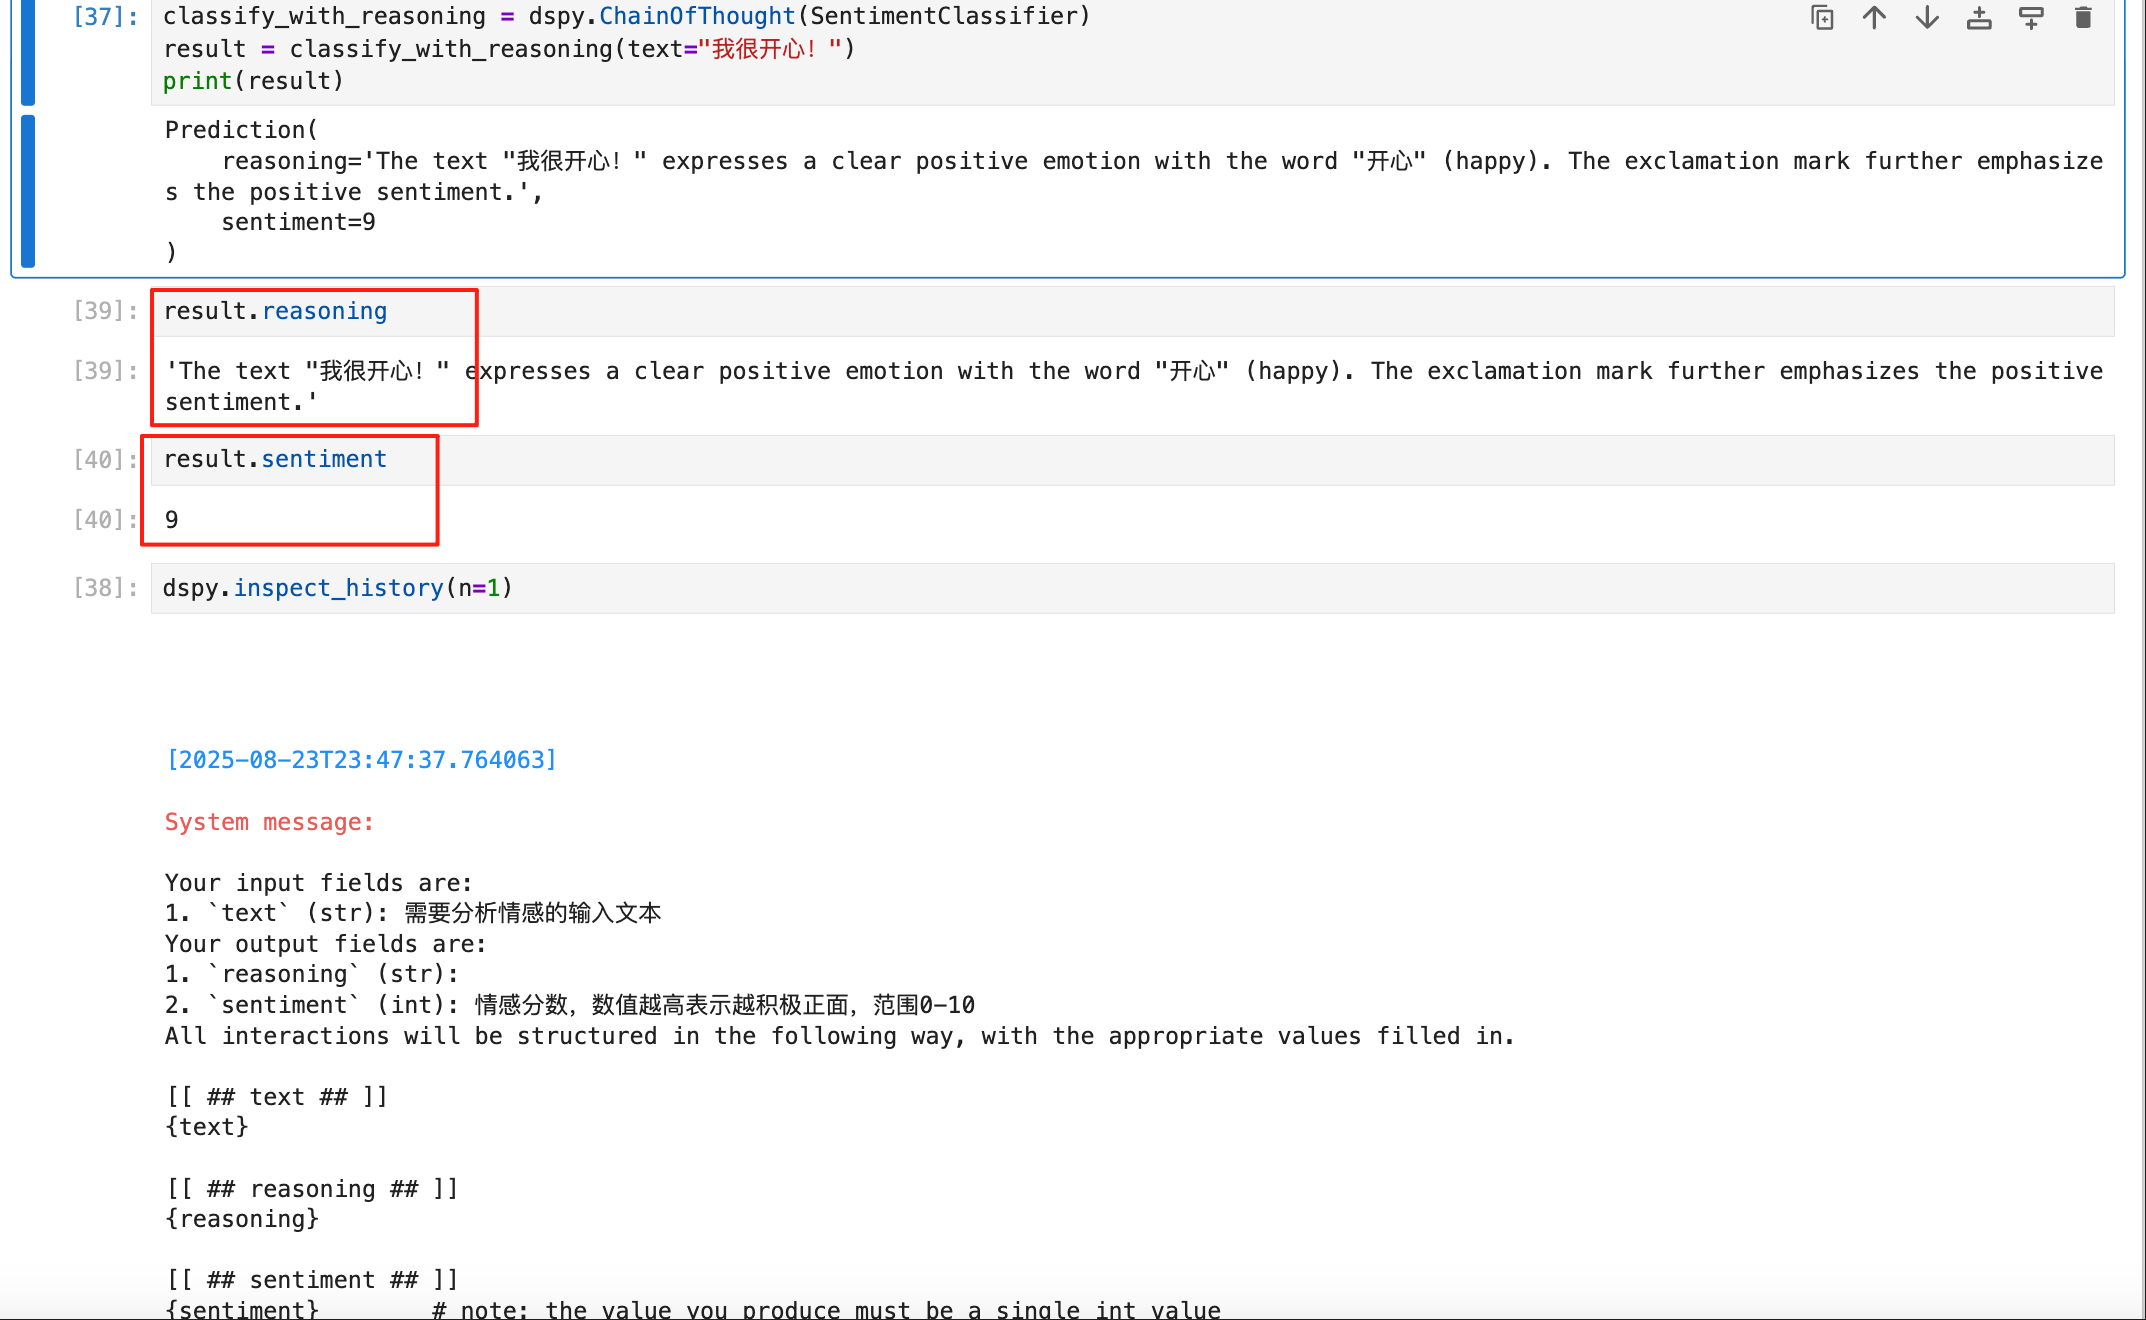 [37]: classify_with_reasoning = dspy.ChainOfThought(SentimentClassifier)
result = classify_with_reasoning(text="我很开心！")
print(result)
Prediction(
    reasoning='The text "我很开心！" expresses a clear positive emotion with the word "开心" (happy). The exclamation mark further emphasize
s the positive sentiment.',
    sentiment=9
)
[39]: result.reasoning
[39]: 'The text "我很开心！" expresses a clear positive emotion with the word "开心" (happy). The exclamation mark further emphasizes the positive
sentiment.'
[40]: result.sentiment
[40]: 9
[38]: dspy.inspect_history(n=1)
[2025-08-23T23:47:37.764063]
System message:
Your input fields are:
1. `text` (str): 需要分析情感的输入文本
Your output fields are:
1. `reasoning` (str):
2. `sentiment` (int): 情感分数，数值越高表示越积极正面，范围0-10
All interactions will be structured in the following way, with the appropriate values filled in.
[[ ## text ## ]]
{text}
[[ ## reasoning ## ]]
{reasoning}
[[ ## sentiment ## ]]
{sentiment}        # note: the value you produce must be a single int value